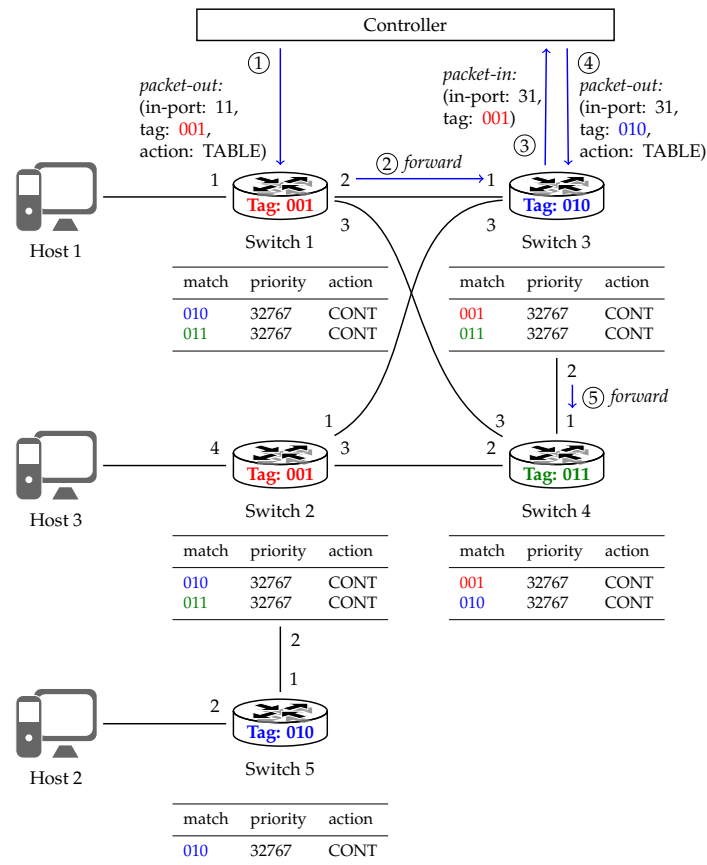 Controller
①
packet-out:
(in-port: 11,
tag: 001,
action: TABLE)
packet-in:
(in-port: 31,
tag: 001)
③
④
packet-out:
(in-port: 31,
tag: 010,
action: TABLE)
② forward
1
2
3
1
3
Tag: 001
Tag: 010
Host 1
Switch 1
Switch 3
match priority action
010 32767 CONT
011 32767 CONT
match priority action
001 32767 CONT
011 32767 CONT
2
⑤ forward
1
1
3
4
3
2
Tag: 001
Tag: 011
Host 3
Switch 2
Switch 4
match priority action
010 32767 CONT
011 32767 CONT
match priority action
001 32767 CONT
010 32767 CONT
2
1
2
Tag: 010
Host 2
Switch 5
match priority action
010 32767 CONT